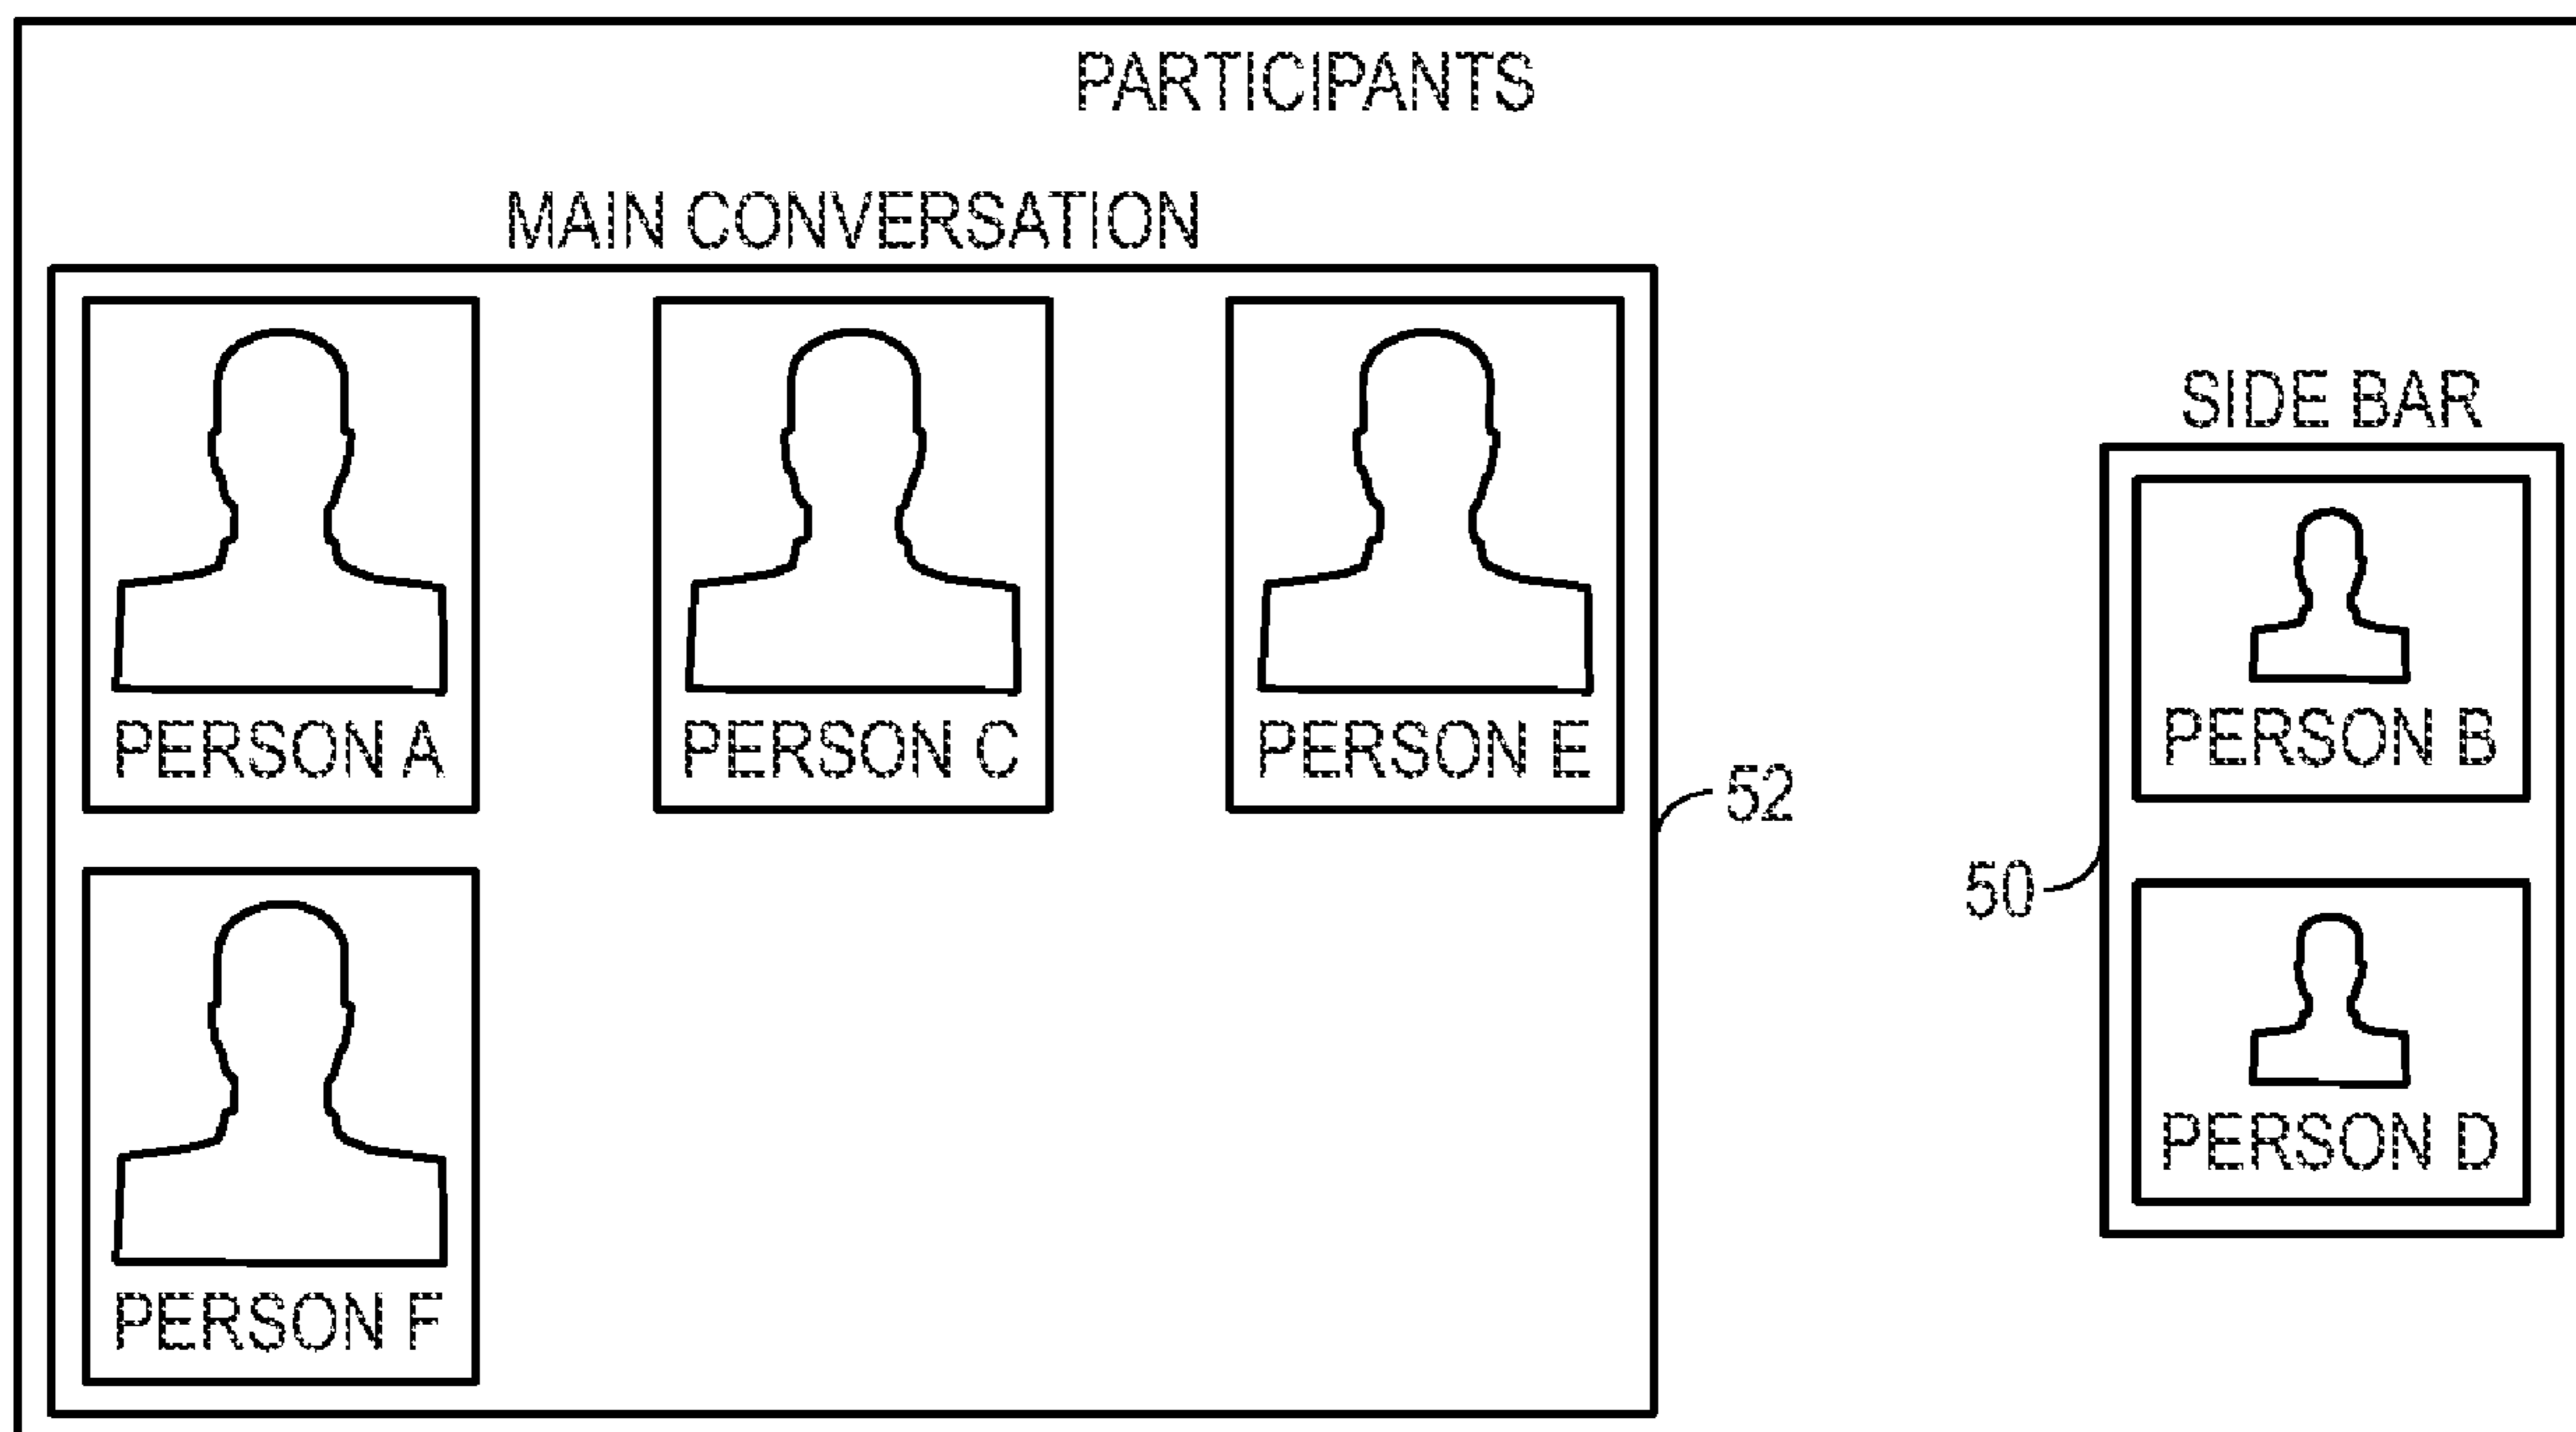 PARTICIPANTS
MAIN CONVERSATION
PERSON A
PERSON C
PERSON E
52
PERSON F
SIDE BAR
PERSON B
50
PERSON D